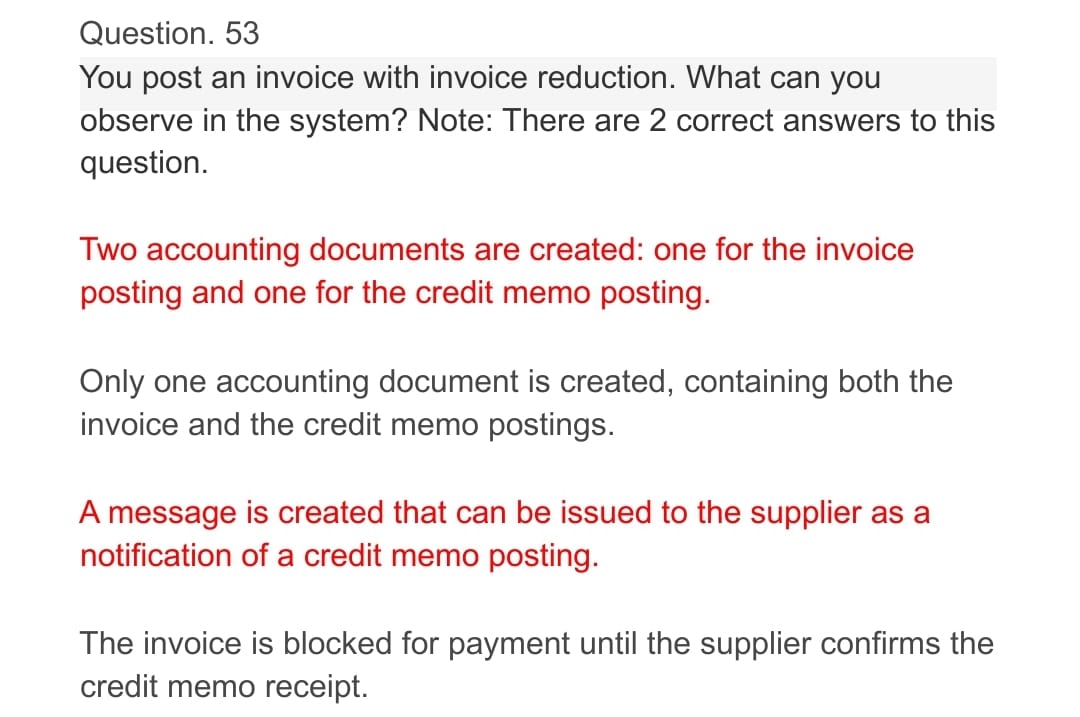 Question. 53
You post an invoice with invoice reduction. What can you
observe in the system? Note: There are 2 correct answers to this
question.
Two accounting documents are created: one for the invoice
posting and one for the credit memo posting.
Only one accounting document is created, containing both the
invoice and the credit memo postings.
A message is created that can be issued to the supplier as a
notification of a credit memo posting.
The invoice is blocked for payment until the supplier confirms the
credit memo receipt.